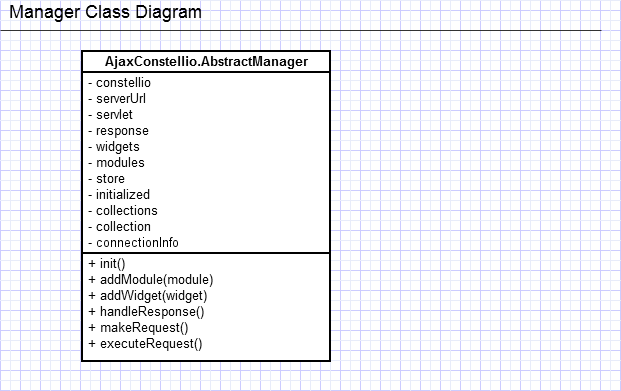 Manager Class Diagram
AjaxConstellio.AbstractManager
- constellio
- serverUrl
- servlet
- response
- widgets
- modules
- store
- initialized
- collections
- collection
- connectionInfo
+ init()
+ addModule(module)
+ addWidget(widget)
+ handleResponse()
+ makeRequest()
+ executeRequest()